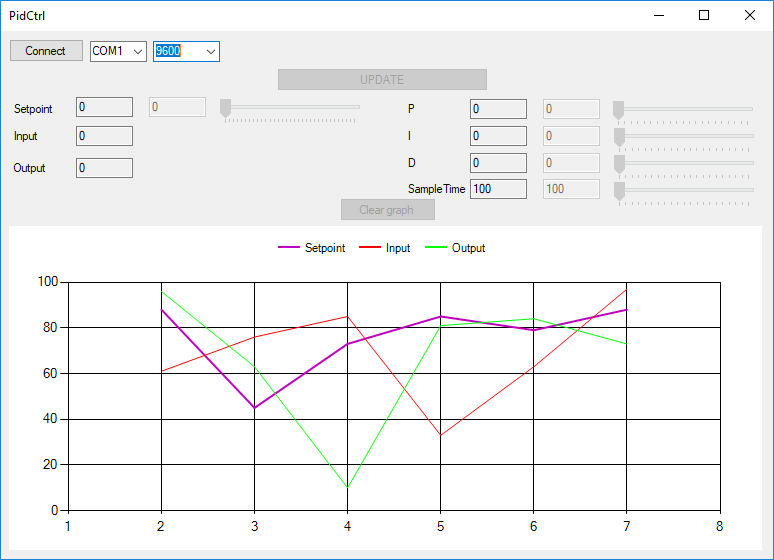 PidCtrl
Connect COM1 9600
UPDATE
Setpoint 0 0
P 0 0
Input 0
I 0 0
Output 0
D 0 0
SampleTime 100 100
Clear graph
Setpoint Input Output
100
80
60
40
20
0
1 2 3 4 5 6 7 8